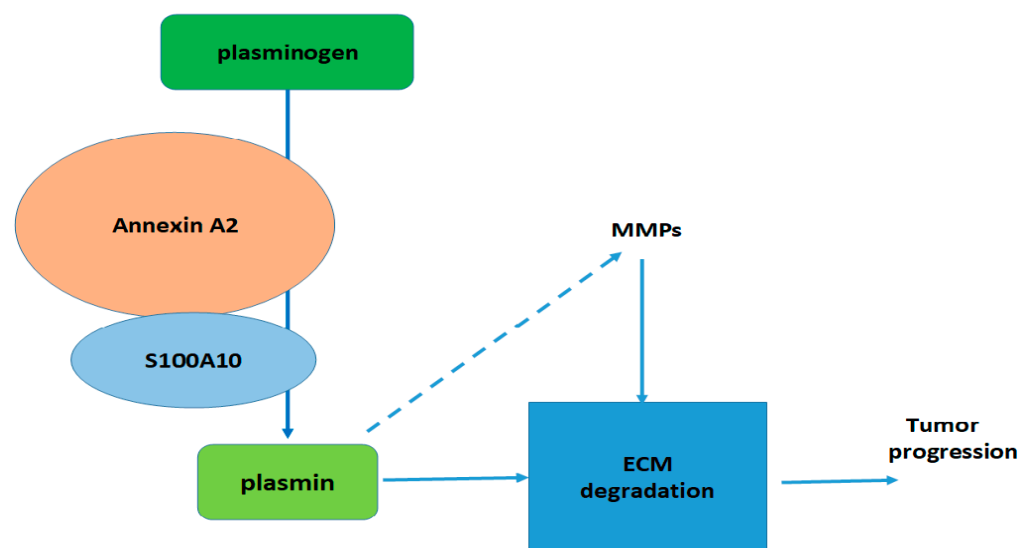 plasminogen
Annexin A2
MMPs
S100A10
plasmin
ECM
degradation
Tumor
progression